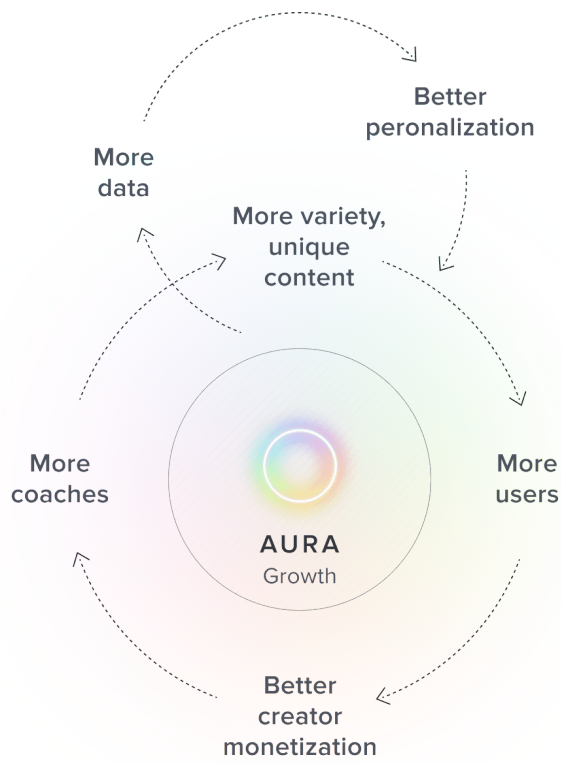 Better
peronalization
More
data
More variety,
unique
content
More
coaches
More
users
AURA
Growth
Better
creator
monetization